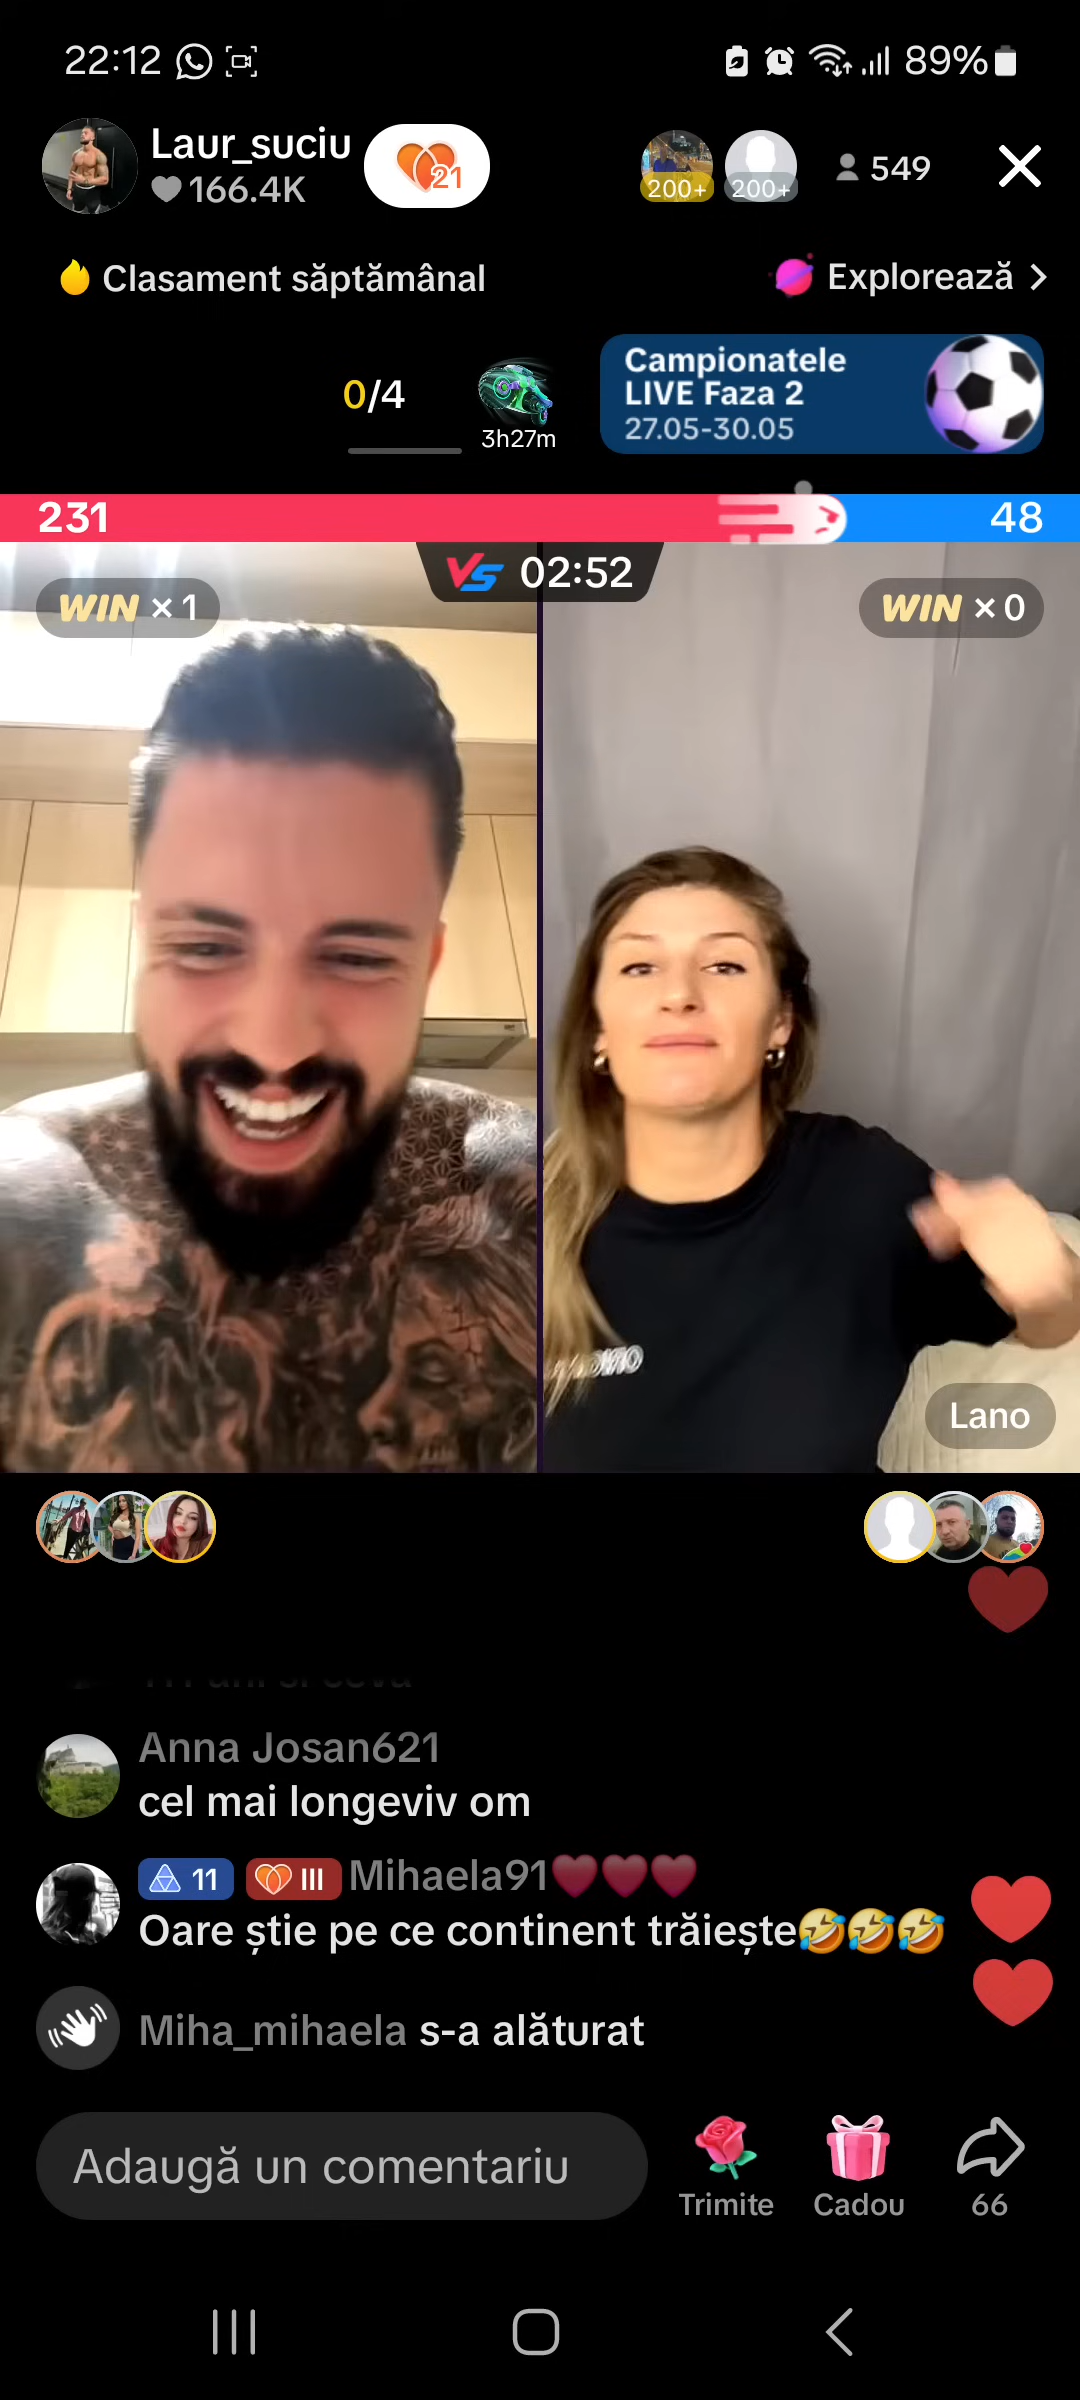 22:12
89%
Laur_suciu
166.4K
21
200+
200+
549
Clasament săptămânal
Explorează
0/4
3h27m
Campionatele
LIVE Faza 2
27.05-30.05
231
48
VS 02:52
WIN × 1
WIN × 0
Lano
Anna Josan621
cel mai longeviv om
11 III Mihaela91♥️♥️♥️
Oare știe pe ce continent trăiește🤣🤣🤣
Miha_mihaela s-a alăturat
Adaugă un comentariu
Trimite
Cadou
66